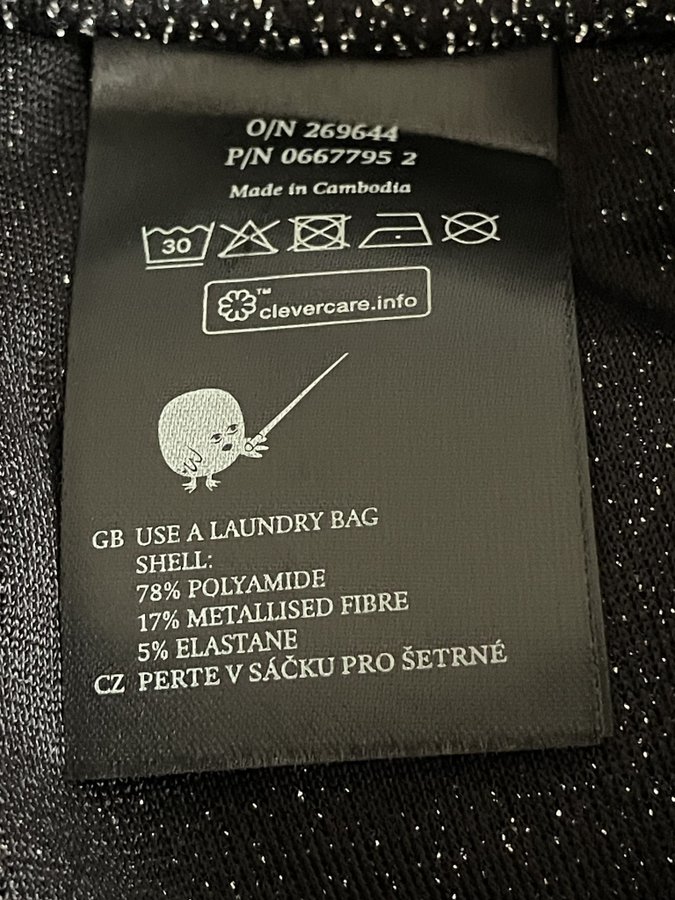 O/N 269644
P/N 0667795 2
Made in Cambodia
30
™ clevercare.info
GB USE A LAUNDRY BAG
SHELL:
78% POLYAMIDE
17% METALLISED FIBRE
5% ELASTANE
CZ PERTE V SÁČKU PRO ŠETRNÉ